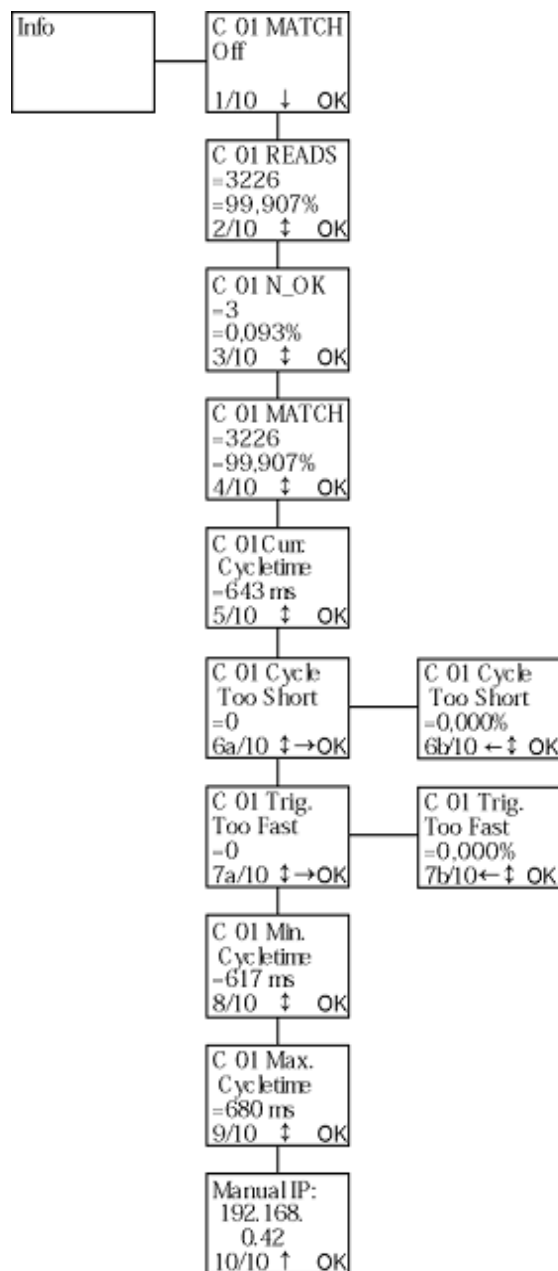 Info
C 01 MATCH
Off
1/10 ↓ OK
C 01 READS
=3226
=99,907%
2/10 ↕ OK
C 01 N_OK
=3
=0,093%
3/10 ↕ OK
C 01 MATCH
=3226
=99,907%
4/10 ↕ OK
C 01 Curr.
Cycletime
=643 ms
5/10 ↕ OK
C 01 Cycle
Too Short
=0
6a/10 ↕→OK
C 01 Cycle
Too Short
=0,000%
6b/10 ←↕ OK
C 01 Trig.
Too Fast
=0
7a/10 ↕→OK
C 01 Trig.
Too Fast
=0,000%
7b/10←↕ OK
C 01 Min.
Cycletime
=617 ms
8/10 ↕ OK
C 01 Max.
Cycletime
=680 ms
9/10 ↕ OK
Manual IP:
192.168.
0.42
10/10 ↑ OK